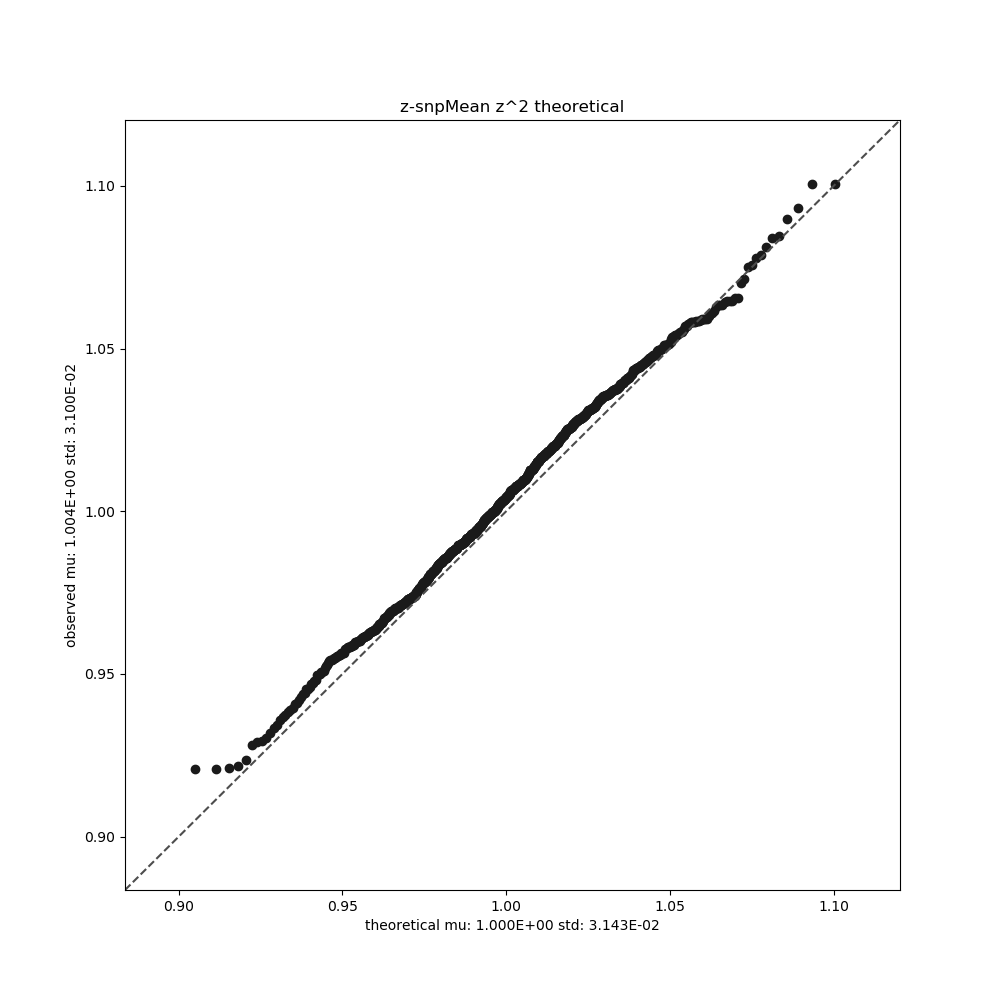 z-snpMean z^2 theoretical
observed mu: 1.004E+00 std: 3.100E-02
1.10
1.05
1.00
0.95
0.90
0.90 0.95 1.00 1.05 1.10
theoretical mu: 1.000E+00 std: 3.143E-02